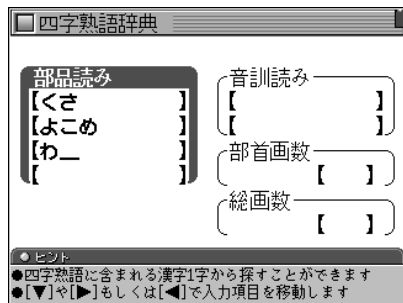 四字熟語辞典
部品読み
【くさ 】
【よこめ 】
【わ_ 】
【 】
音訓読み
【 】
【 】
部首画数
【 】
総画数
【 】
●ヒント
●四字熟語に含まれる漢字1字から探すことができます
●[▼]や[▶]もしくは[◀]で入力項目を移動します